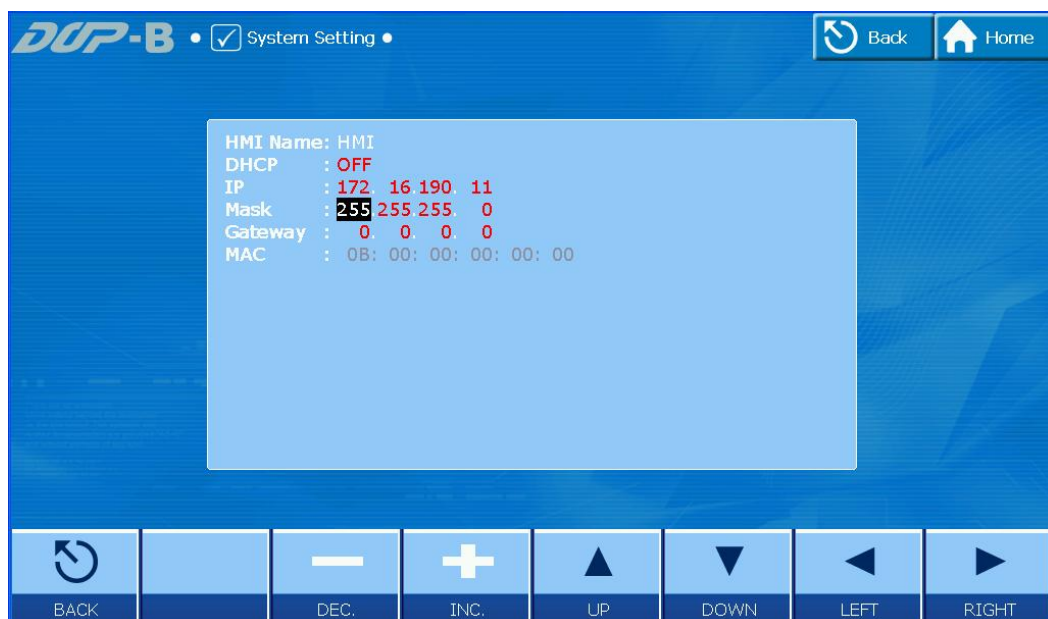 DOP-B • System Setting • Back Home
HMI Name: HMI
DHCP : OFF
IP : 172. 16.190. 11
Mask : 255.255.255. 0
Gateway : 0. 0. 0. 0
MAC : 0B: 00: 00: 00: 00: 00
BACK DEC. INC. UP DOWN LEFT RIGHT